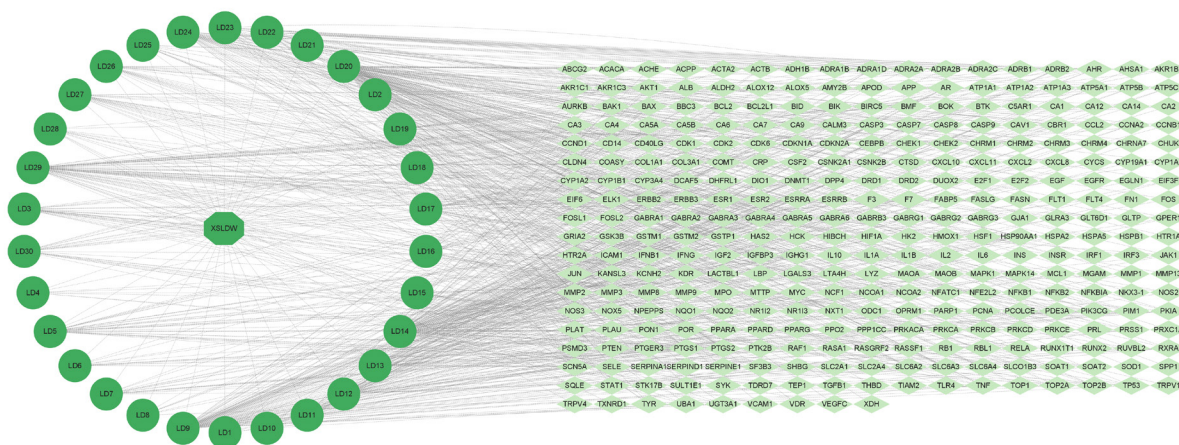 LD24 LD23 LD22
LD25 LD21
LD26 LD20
LD27 LD2
LD28 LD19
LD29 LD18
LD3 LD17
XSLDW
LD30 LD16
LD4 LD15
LD5 LD14
LD6 LD13
LD7 LD12
LD8 LD11
LD9 LD1 LD10
ABCG2 ACACA ACHE ACPP ACTA2 ACTB ADH1B ADRA1B ADRA1D ADRA2A ADRA2B ADRA2C ADRB1 ADRB2 AHR AHSA1 AKR1B
AKR1C1 AKR1C3 AKT1 ALB ALDH2 ALOX12 ALOX5 AMY2B APOD APP AR ATP1A1 ATP1A2 ATP1A3 ATP5A1 ATP5B ATP5C
AURKB BAK1 BAX BBC3 BCL2 BCL2L1 BID BIK BIRC5 BMF BOK BTK C5AR1 CA1 CA12 CA14 CA2
CA3 CA4 CA5A CA5B CA6 CA7 CA9 CALM3 CASP3 CASP7 CASP8 CASP9 CAV1 CBR1 CCL2 CCNA2 CCNB1
CCND1 CD14 CD40LG CDK1 CDK2 CDK6 CDKN1A CDKN2A CEBPB CHEK1 CHEK2 CHRM1 CHRM2 CHRM3 CHRM4 CHRNA7 CHUK
CLDN4 COASY COL1A1 COL3A1 COMT CRP CSF2 CSNK2A1 CSNK2B CTSD CXCL10 CXCL11 CXCL2 CXCL8 CYCS CYP19A1 CYP1A
CYP1A2 CYP1B1 CYP3A4 DCAF5 DHFRL1 DIO1 DNMT1 DPP4 DRD1 DRD2 DUOX2 E2F1 E2F2 EGF EGFR EGLN1 EIF3F
EIF6 ELK1 ERBB2 ERBB3 ESR1 ESR2 ESRRA ESRRB F3 F7 FABP5 FASLG FASN FLT1 FLT4 FN1 FOS
FOSL1 FOSL2 GABRA1 GABRA2 GABRA3 GABRA4 GABRA5 GABRA6 GABRB3 GABRG1 GABRG2 GABRG3 GJA1 GLRA3 GLT6D1 GLTP GPER1
GRIA2 GSK3B GSTM1 GSTM2 GSTP1 HAS2 HCK HIBCH HIF1A HK2 HMOX1 HSF1 HSP90AA1 HSPA2 HSPA5 HSPB1 HTR1A
HTR2A ICAM1 IFNB1 IFNG IGF2 IGFBP3 IGHG1 IL10 IL1A IL1B IL2 IL6 INS INSR IRF1 IRF3 JAK1
JUN KANSL3 KCNH2 KDR LACTBL1 LBP LGALS3 LTA4H LYZ MAOA MAOB MAPK1 MAPK14 MCL1 MGAM MMP1
MMP2 MMP3 MMP8 MMP9 MPO MTTP MYC NCF1 NCOA1 NCOA2 NFATC1 NFE2L2 NFKB1 NFKB2 NFKBIA NKX3-1 NOS2
NOS3 NOX5 NPEPPS NQO1 NQO2 NR1I2 NR1I3 NXT1 ODC1 OPRM1 PARP1 PCNA PCOLCE PDE3A PIK3CG PIM1 PKIA
PLAT PLAU PON1 POR PPARA PPARD PPARG PPO2 PPP1CC PRKACA PRKCA PRKCB PRKCD PRKCE PRL PRSS1 PRXC1
PSMD3 PTEN PTGER3 PTGS1 PTGS2 PTK2B RAF1 RASA1 RASGRF2 RASSF1 RB1 RBL1 RELA RUNX1T1 RUNX2 RUVBL2 RXRA
SCN5A SELE SERPINA1 SERPIND1 SERPINE1 SF3B3 SHBG SLC2A1 SLC2A4 SLC6A2 SLC6A3 SLC6A4 SLCO1B3 SOAT1 SOAT2 SOD1 SPP1
SQLE STAT1 STK17B SULT1E1 SYK TDRD7 TEP1 TGFB1 THBD TIAM2 TLR4 TNF TOP1 TOP2A TOP2B TP53 TRPV1
TRPV4 TXNRD1 TYR UBA1 UGT3A1 VCAM1 VDR VEGFC XDH